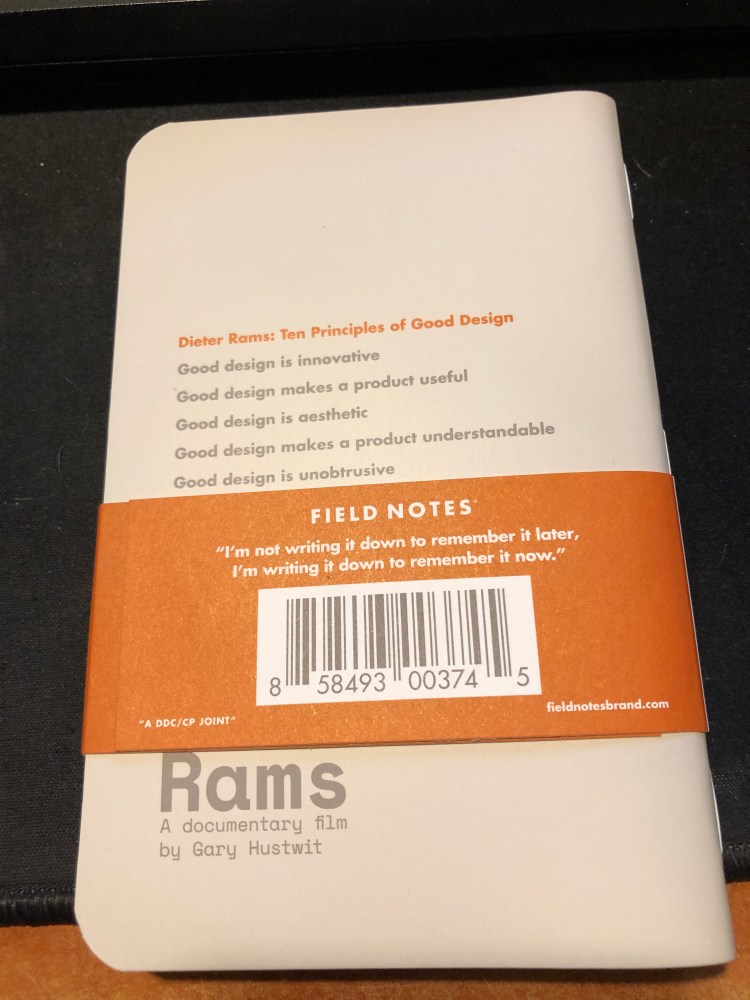 Dieter Rams: Ten Principles of Good Design
Good design is innovative
Good design makes a product useful
Good design is aesthetic
Good design makes a product understandable
Good design is unobtrusive
FIELD NOTES
“I’m not writing it down to remember it later,
I’m writing it down to remember it now.”
8 58493 00374 5
"A DDC/CP JOINT"
fieldnotesbrand.com
Rams
A documentary film
by Gary Hustwit